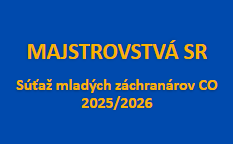 MAJSTROVSTVÁ SR
Súťaž mladých záchranárov CO
2025/2026